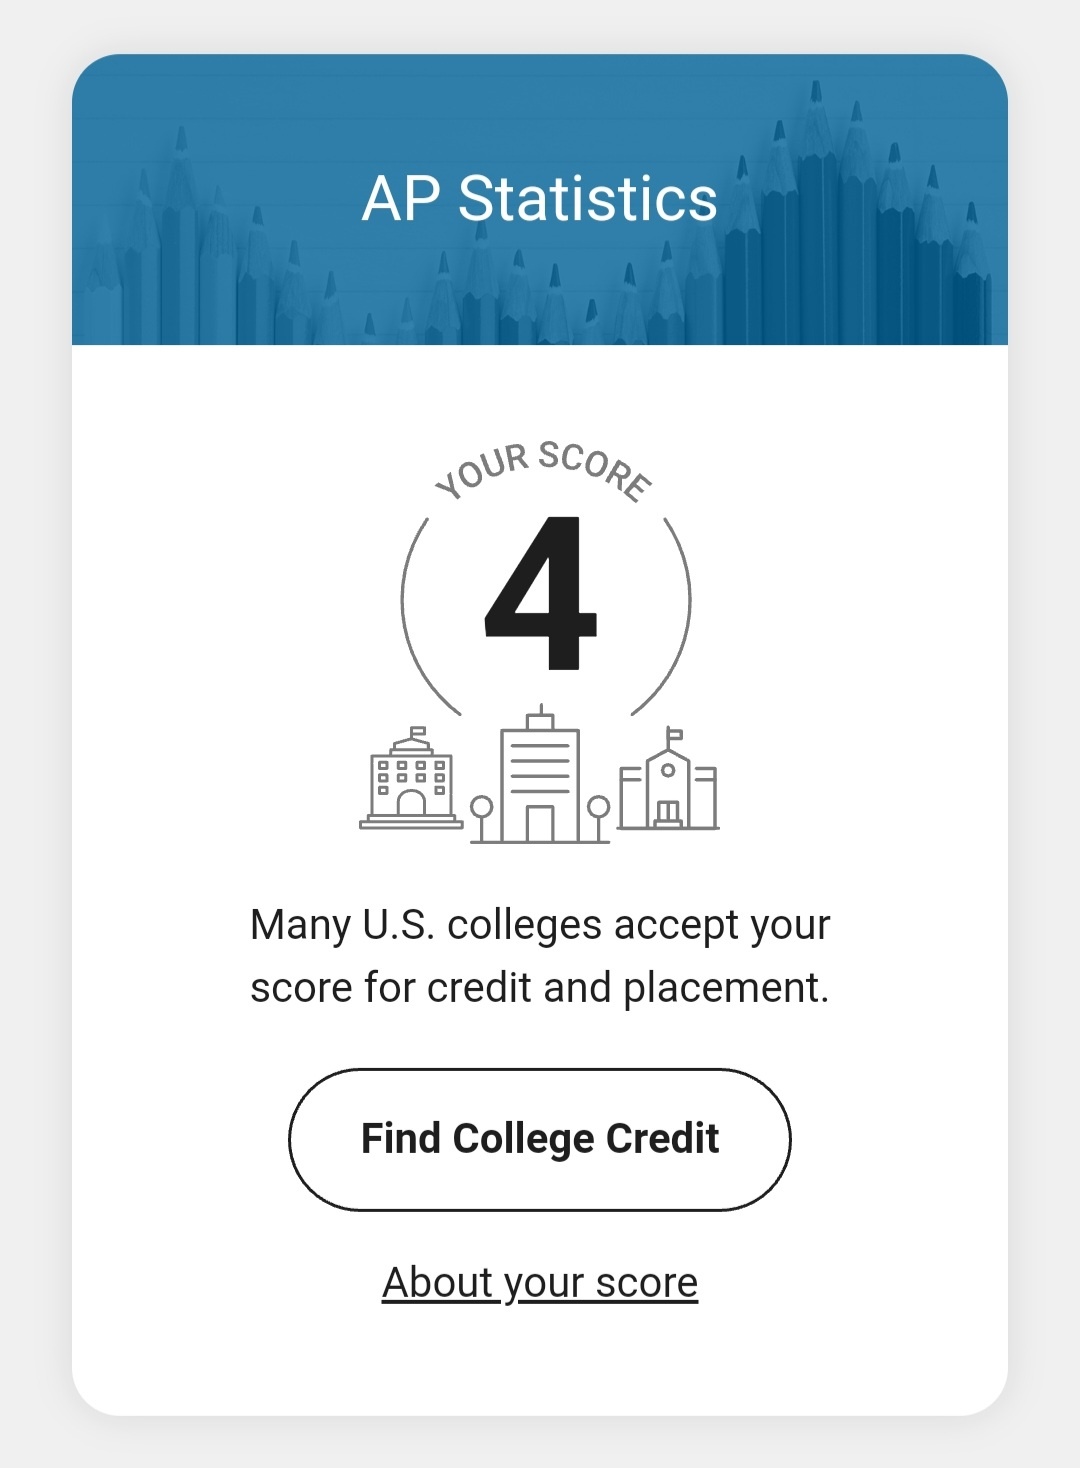 AP Statistics
YOUR SCORE
4
Many U.S. colleges accept your
score for credit and placement.
Find College Credit
About your score